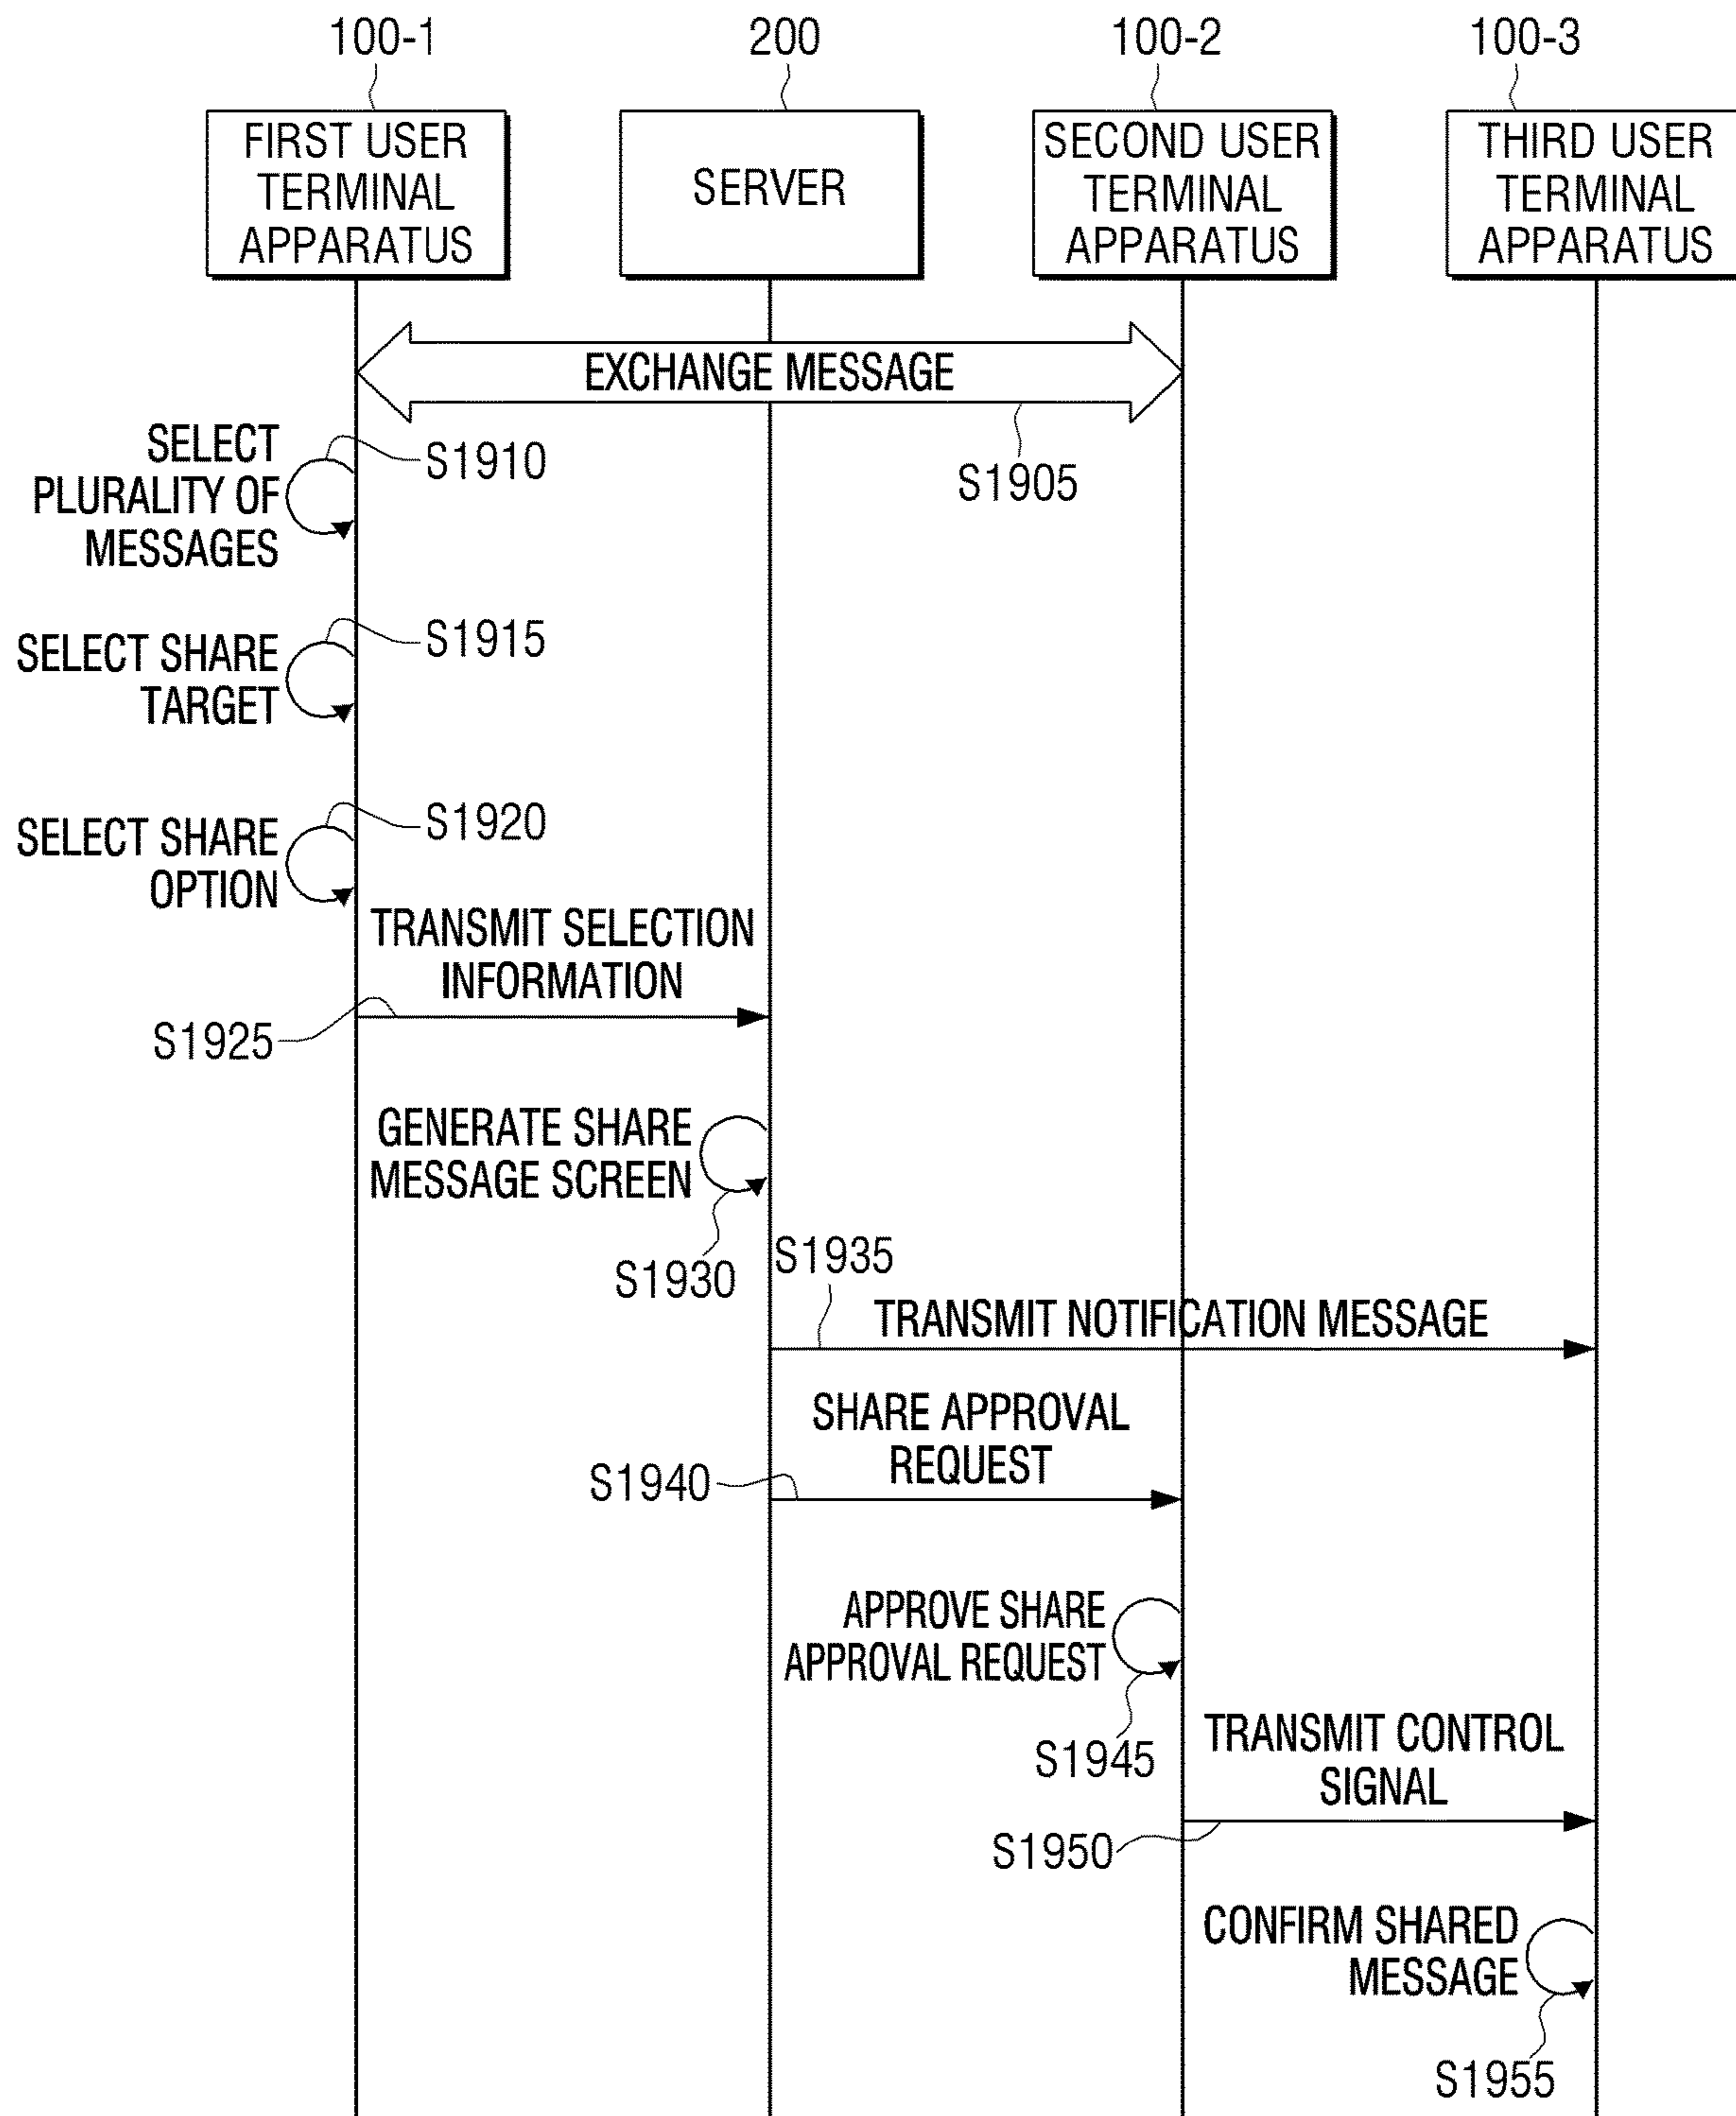 100-1
200
100-2
100-3
FIRST USER
TERMINAL
APPARATUS
SERVER
SECOND USER
TERMINAL
APPARATUS
THIRD USER
TERMINAL
APPARATUS
EXCHANGE MESSAGE
S1905
SELECT
PLURALITY OF
MESSAGES
S1910
SELECT SHARE
TARGET
S1915
SELECT SHARE
OPTION
S1920
TRANSMIT SELECTION
INFORMATION
S1925
GENERATE SHARE
MESSAGE SCREEN
S1930
S1935
TRANSMIT NOTIFICATION MESSAGE
SHARE APPROVAL
REQUEST
S1940
APPROVE SHARE
APPROVAL REQUEST
S1945
TRANSMIT CONTROL
SIGNAL
S1950
CONFIRM SHARED
MESSAGE
S1955